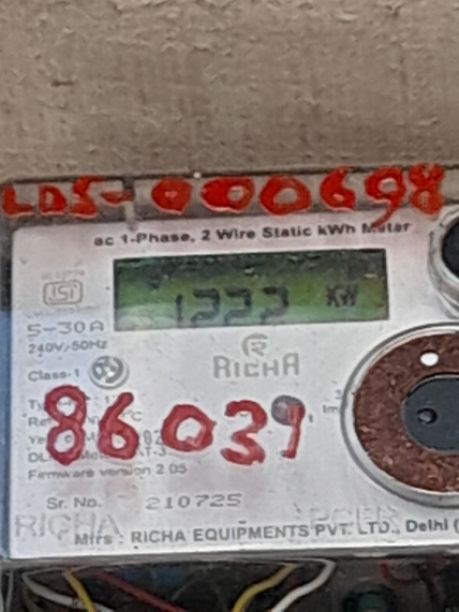 LDS-000698
ac 1-Phase, 2 Wire Static kWh Meter
ISI
KW
5-30A
240V~50Hz
RICHA
Class-1
86039
Firmware version 2.05
Sr. No. 210725
RICHA
Mfrs : RICHA EQUIPMENTS PVT. LTD., Delhi (